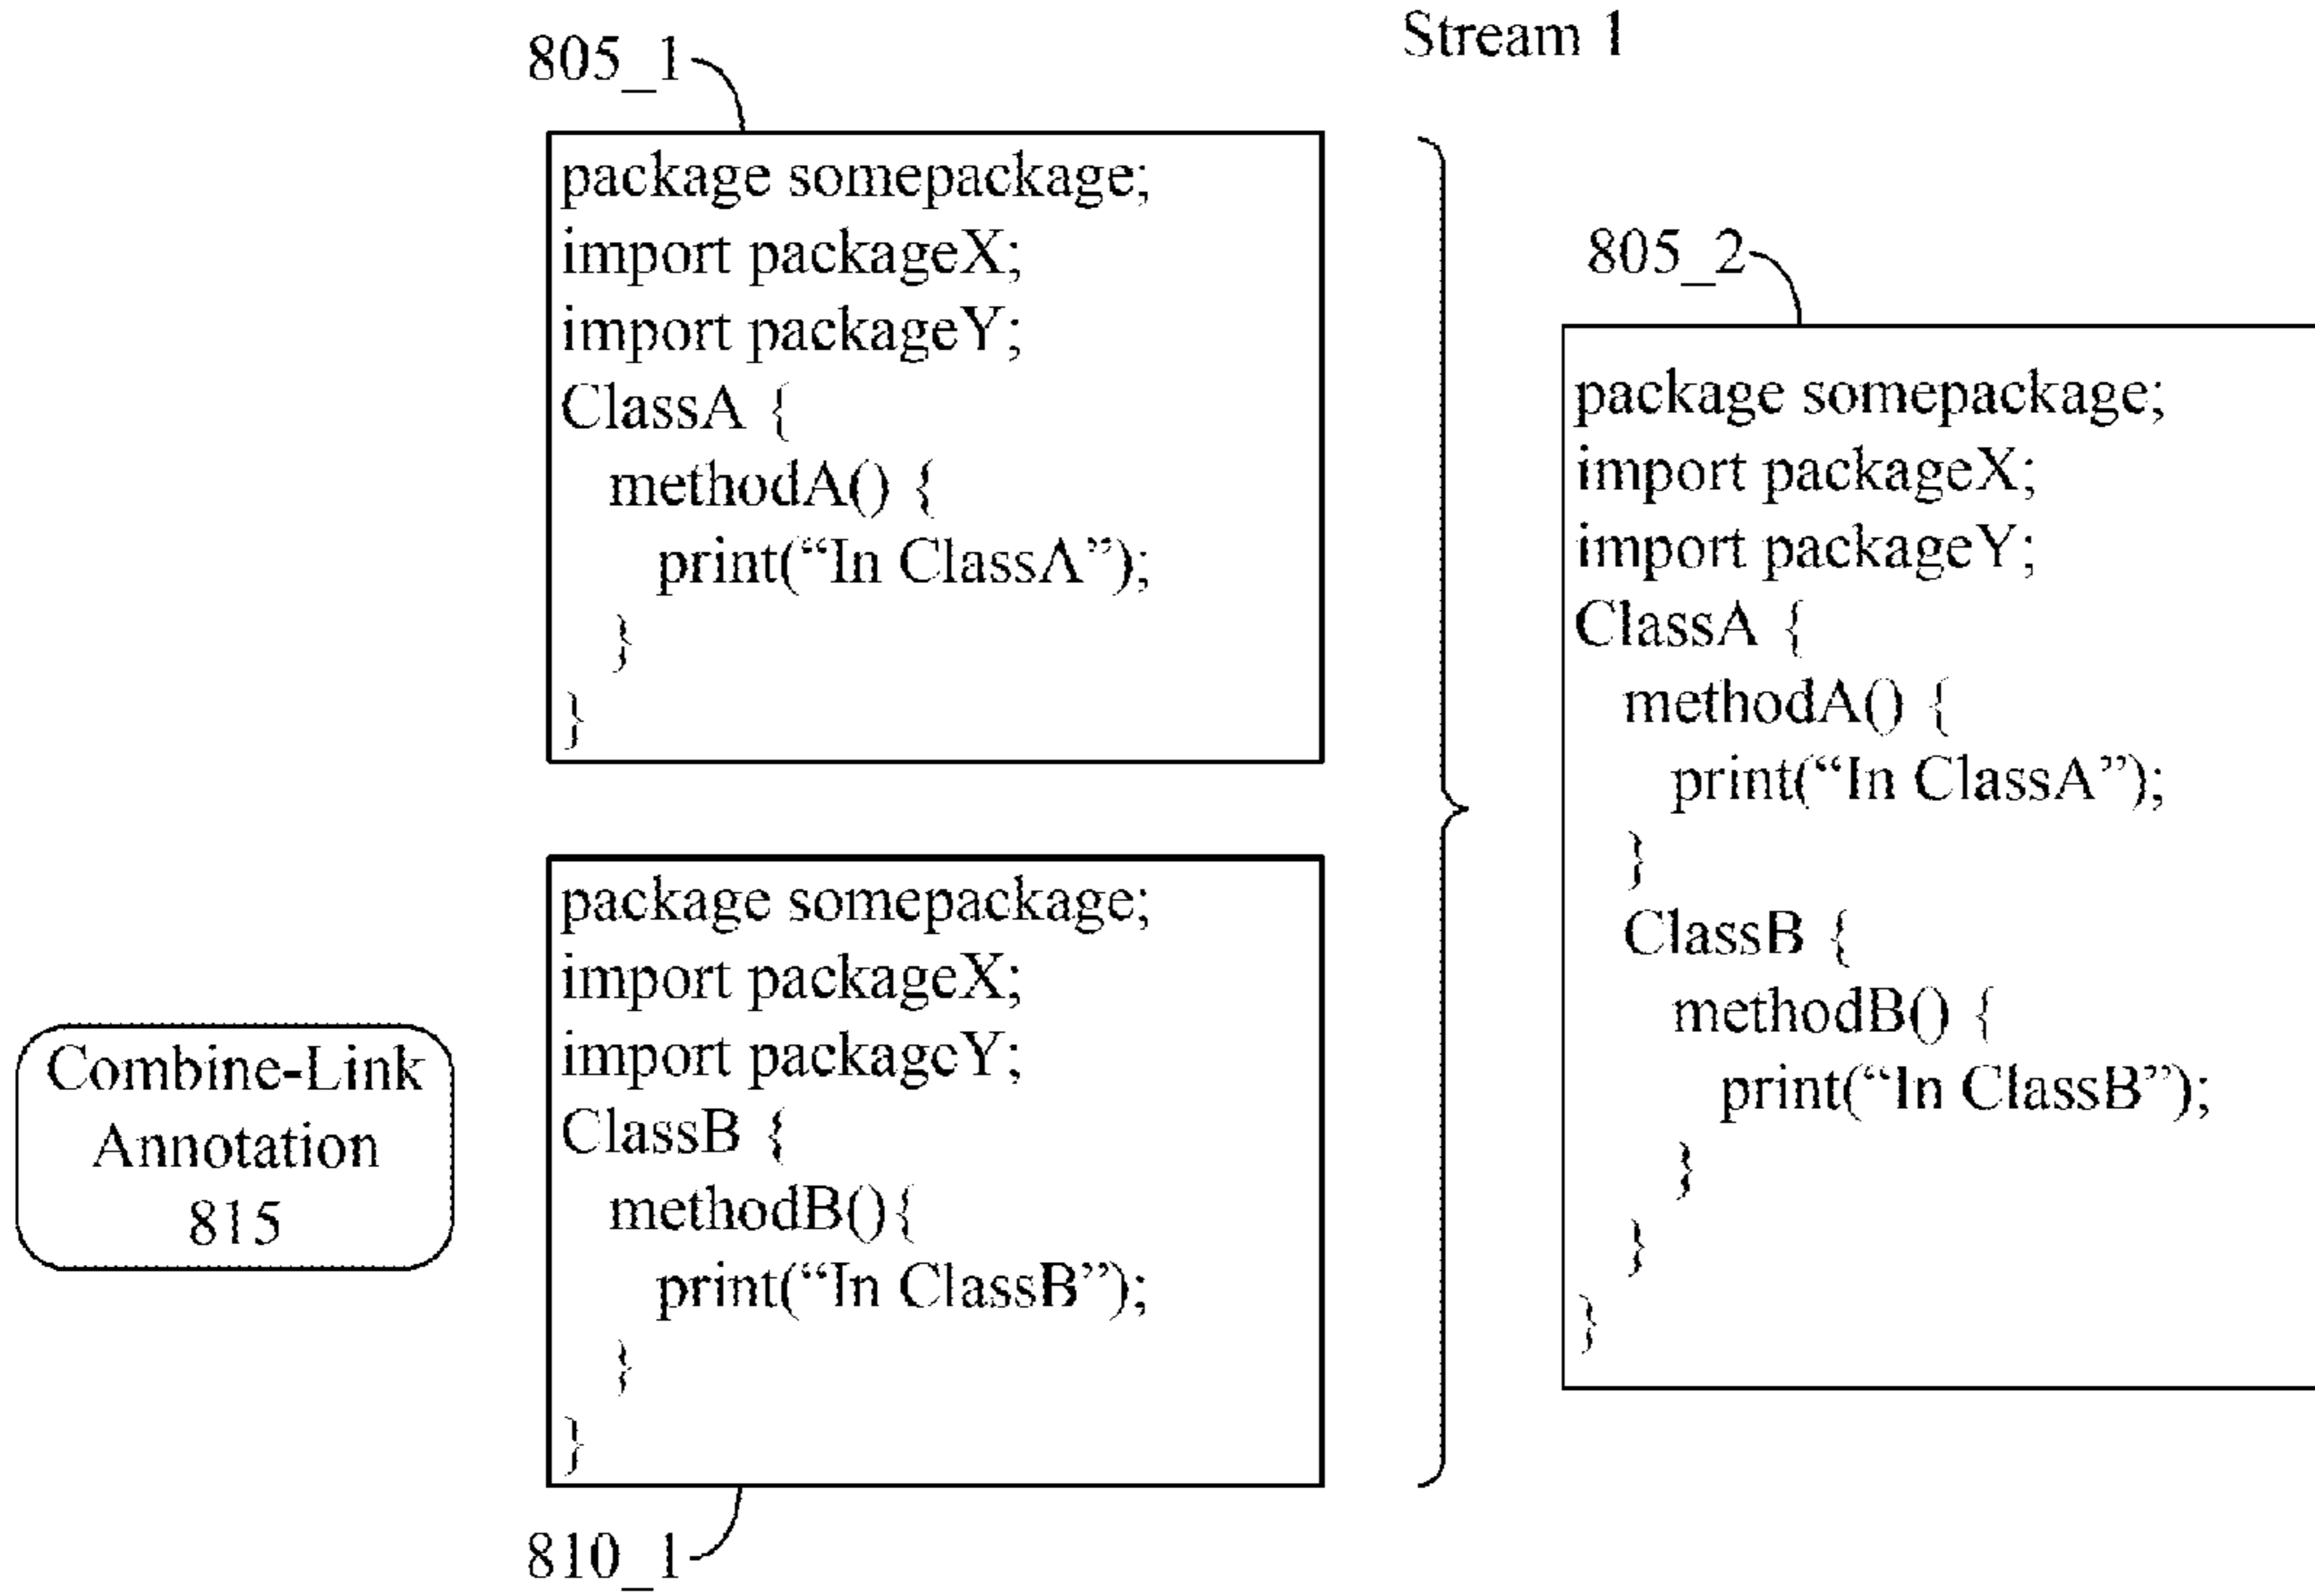 Stream 1
805_1
package somepackage;
import packageX;
import packageY;
ClassA {
methodA() {
print(“In ClassA”);
}
}
Combine-Link
Annotation
815
package somepackage;
import packageX;
import packageY;
ClassB {
methodB(){
print(“In ClassB”);
}
}
810_1
805_2
package somepackage;
import packageX;
import packageY;
ClassA {
methodA() {
print(“In ClassA”);
}
ClassB {
methodB() {
print(“In ClassB”);
}
}
}